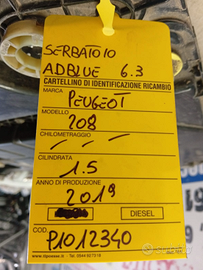 SERBATOIO
ADBLUE 6.3
CARTELLINO DI IDENTIFICAZIONE RICAMBIO
MARCA
PEUGEOT
MODELLO
208
CHILOMETRAGGIO
- - -
CILINDRATA
1.5
ANNO DI PRODUZIONE
2019
DIESEL
COD.
P1012340